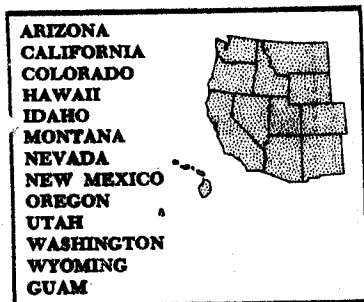 ARIZONA
CALIFORNIA
COLORADO
HAWAII
IDAHO
MONTANA
NEVADA
NEW MEXICO
OREGON
UTAH
WASHINGTON
WYOMING
GUAM